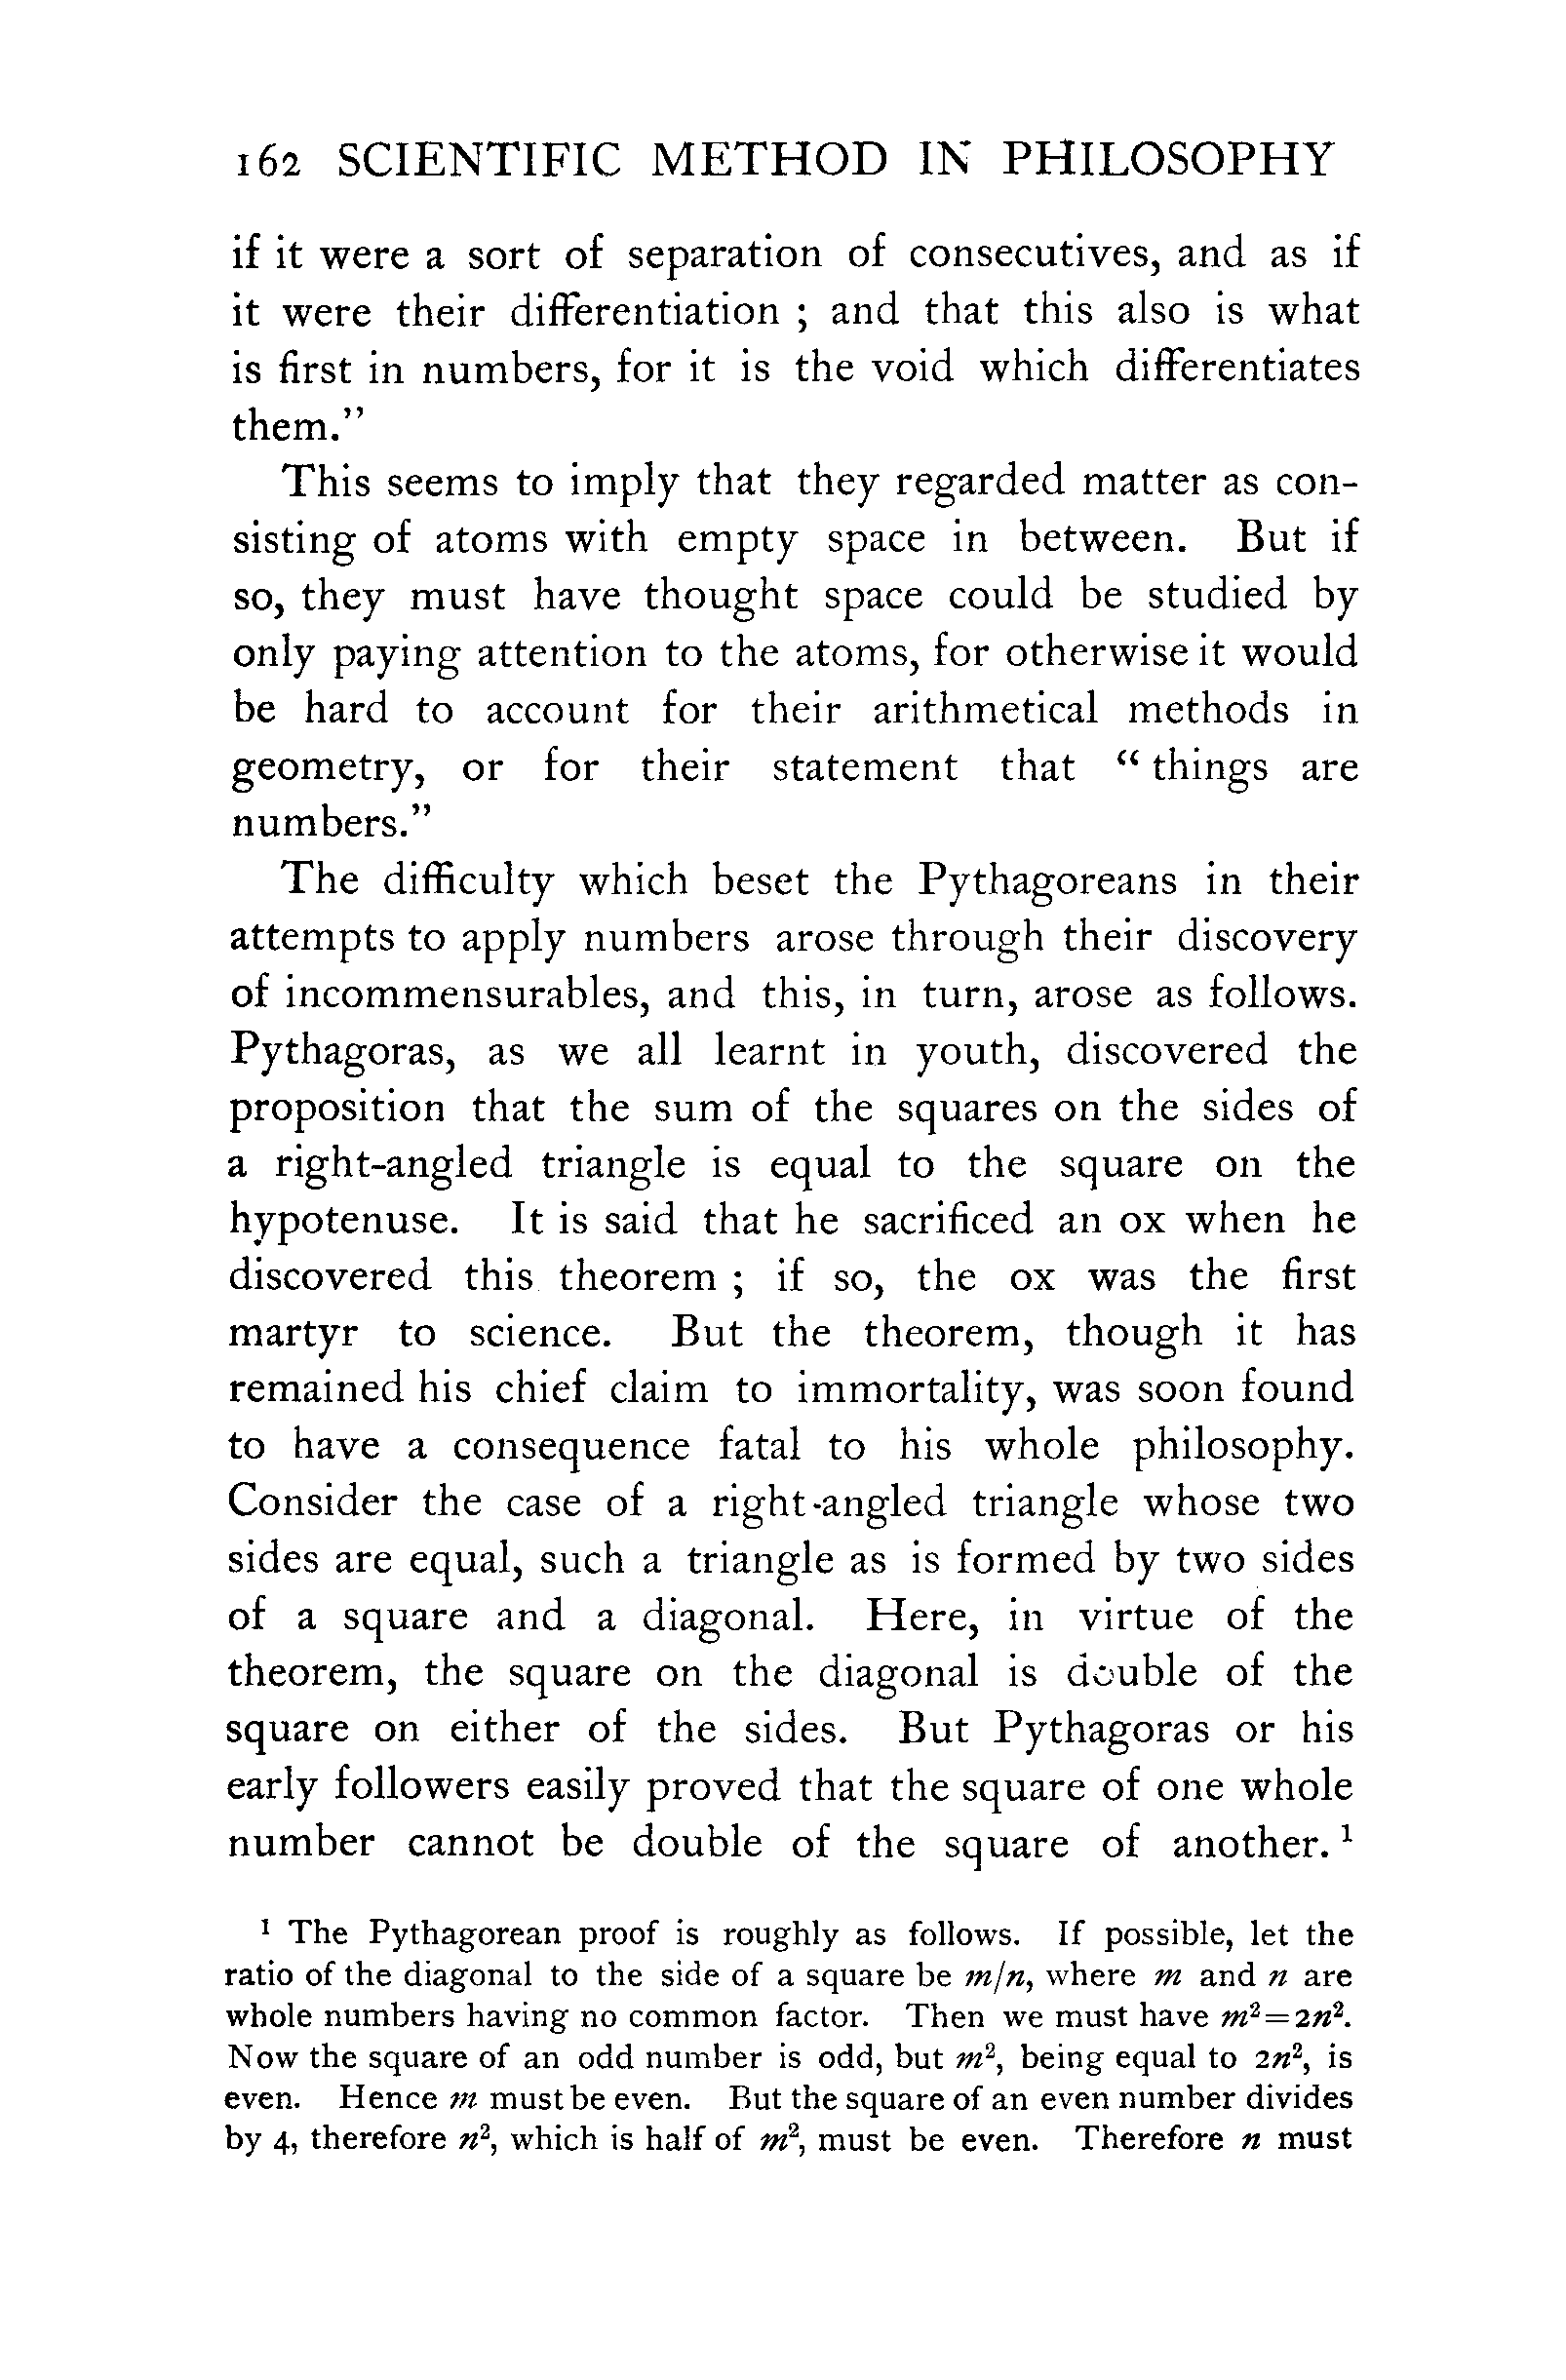 162 SCIENTIFIC METHOD IN PHILOSOPHY
if it were a sort of separation of consecutives, and as if
it were their differentiation ; and that this also is what
is first in numbers, for it is the void which differentiates
them.”
This seems to imply that they regarded matter as con-
sisting of atoms with empty space in between. But if
so, they must have thought space could be studied by
only paying attention to the atoms, for otherwise it would
be hard to account for their arithmetical methods in
geometry, or for their statement that “ things are
numbers.”
The difficulty which beset the Pythagoreans in their
attempts to apply numbers arose through their discovery
of incommensurables, and this, in turn, arose as follows.
Pythagoras, as we all learnt in youth, discovered the
proposition that the sum of the squares on the sides of
a right-angled triangle is equal to the square on the
hypotenuse. It is said that he sacrificed an ox when he
discovered this theorem ; if so, the ox was the first
martyr to science. But the theorem, though it has
remained his chief claim to immortality, was soon found
to have a consequence fatal to his whole philosophy.
Consider the case of a right-angled triangle whose two
sides are equal, such a triangle as is formed by two sides
of a square and a diagonal. Here, in virtue of the
theorem, the square on the diagonal is double of the
square on either of the sides. But Pythagoras or his
early followers easily proved that the square of one whole
number cannot be double of the square of another.¹
¹ The Pythagorean proof is roughly as follows. If possible, let the
ratio of the diagonal to the side of a square be m/n, where m and n are
whole numbers having no common factor. Then we must have m²=2n².
Now the square of an odd number is odd, but m², being equal to 2n², is
even. Hence m must be even. But the square of an even number divides
by 4, therefore n², which is half of m², must be even. Therefore n must